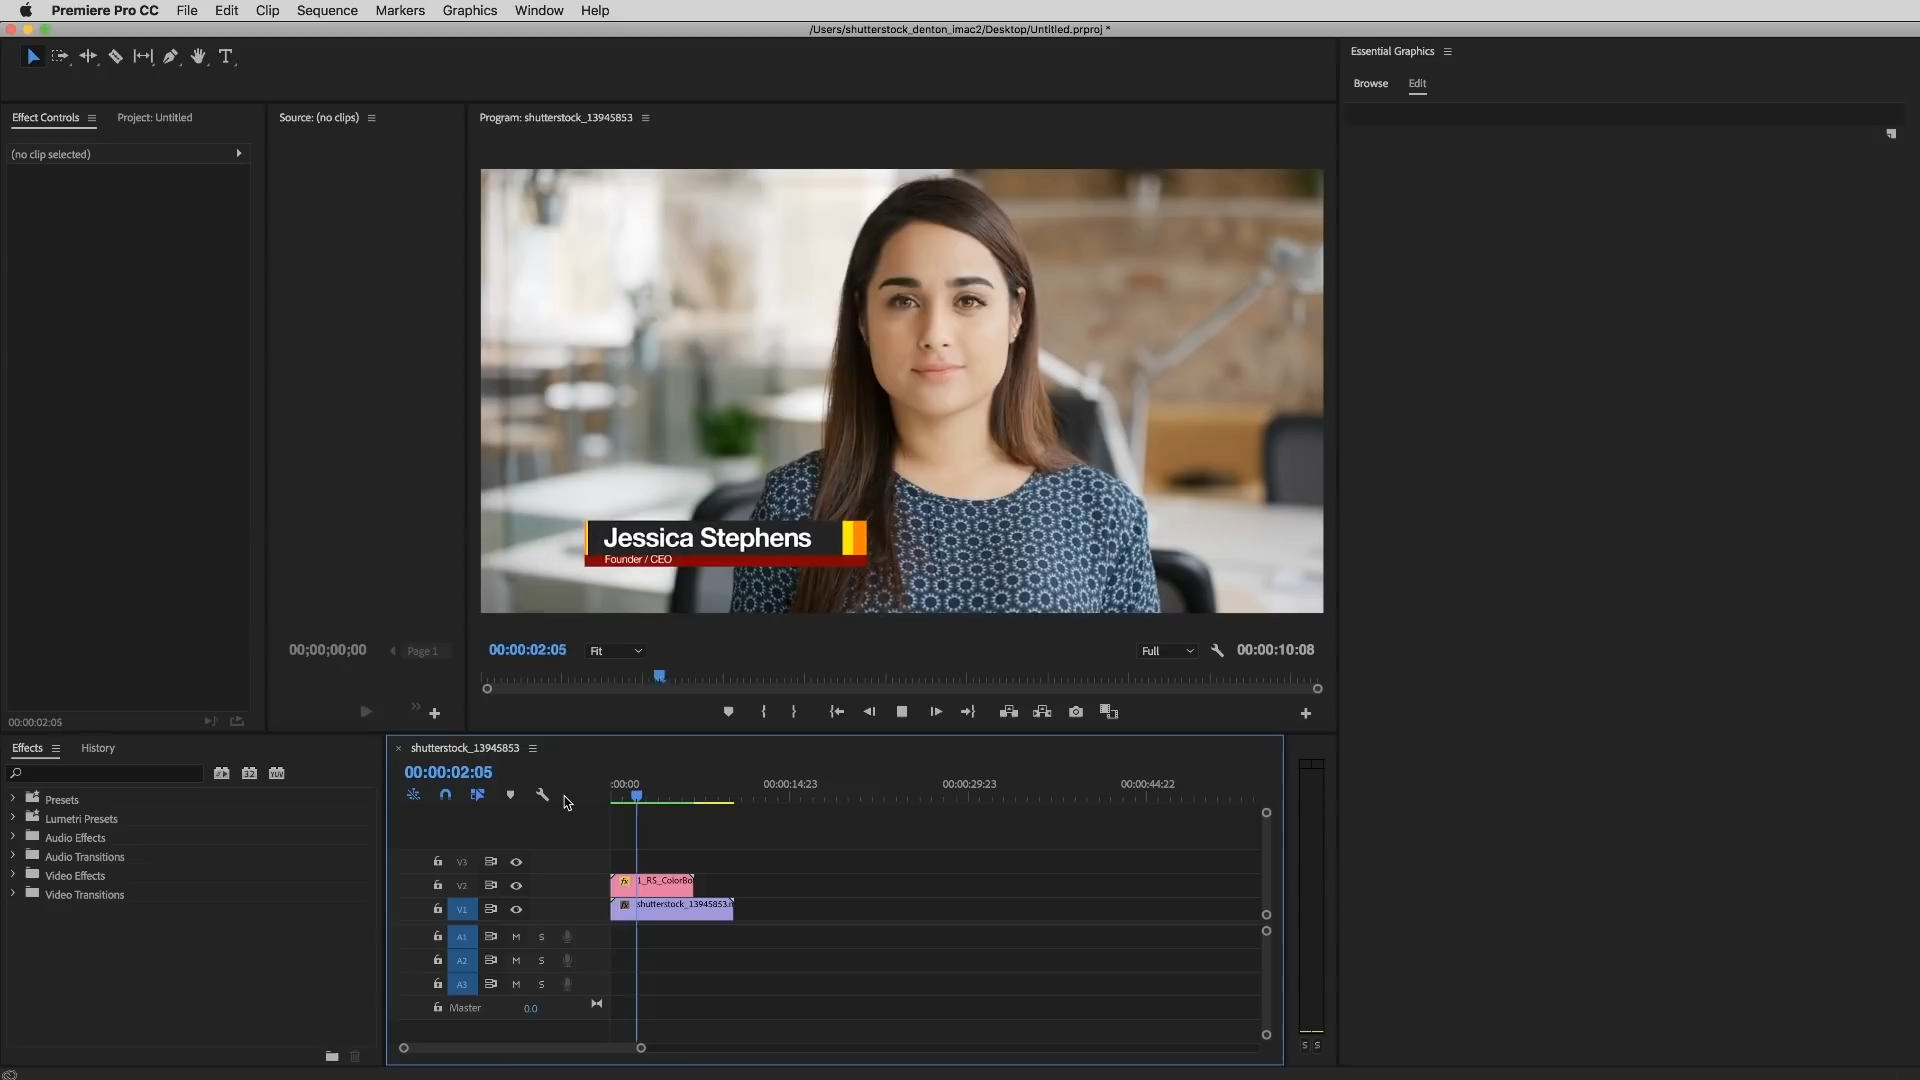 Premiere Pro CC File Edit Clip Sequence Markers Graphics Window Help
/Users/shutterstock_denton_imac2/Desktop/Untitled.prproj *
T
Essential Graphics
Browse Edit
Effect Controls Project: Untitled
Source: (no clips)
Program: shutterstock_13945853
(no clip selected)
Jessica Stephens
Founder / CEO
00;00;00;00 Page 1
00:00:02:05 Fit Full 00:00:10:08
00:00:02:05
Effects History
32 YUV
Presets
Lumetri Presets
Audio Effects
Audio Transitions
Video Effects
Video Transitions
shutterstock_13945853
00:00:02:05
:00:00 00:00:14:23 00:00:29:23 00:00:44:22
V3
V2 fx 1_RS_ColorBo
V1 fx shutterstock_13945853.m
A1 M S
A2 M S
A3 M S
Master 0.0
S S